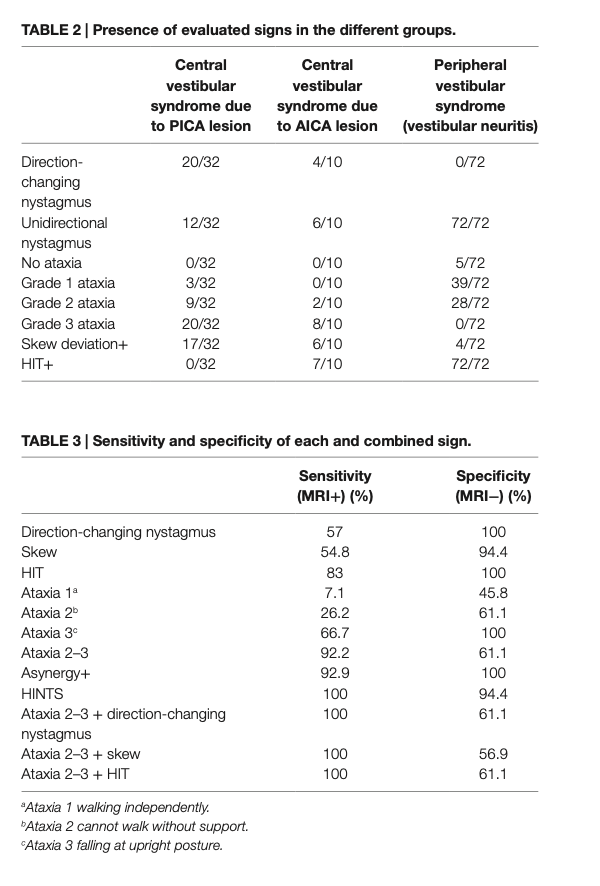 TABLE 2 | Presence of evaluated signs in the different groups.
Central vestibular syndrome due to PICA lesion | Central vestibular syndrome due to AICA lesion | Peripheral vestibular syndrome (vestibular neuritis)
Direction-changing nystagmus 20/32 4/10 0/72
Unidirectional nystagmus 12/32 6/10 72/72
No ataxia 0/32 0/10 5/72
Grade 1 ataxia 3/32 0/10 39/72
Grade 2 ataxia 9/32 2/10 28/72
Grade 3 ataxia 20/32 8/10 0/72
Skew deviation+ 17/32 6/10 4/72
HIT+ 0/32 7/10 72/72
TABLE 3 | Sensitivity and specificity of each and combined sign.
Sensitivity (MRI+) (%) | Specificity (MRI−) (%)
Direction-changing nystagmus 57 100
Skew 54.8 94.4
HIT 83 100
Ataxia 1ᵃ 7.1 45.8
Ataxia 2ᵇ 26.2 61.1
Ataxia 3ᶜ 66.7 100
Ataxia 2–3 92.2 61.1
Asynergy+ 92.9 100
HINTS 100 94.4
Ataxia 2–3 + direction-changing nystagmus 100 61.1
Ataxia 2–3 + skew 100 56.9
Ataxia 2–3 + HIT 100 61.1
ᵃAtaxia 1 walking independently.
ᵇAtaxia 2 cannot walk without support.
ᶜAtaxia 3 falling at upright posture.